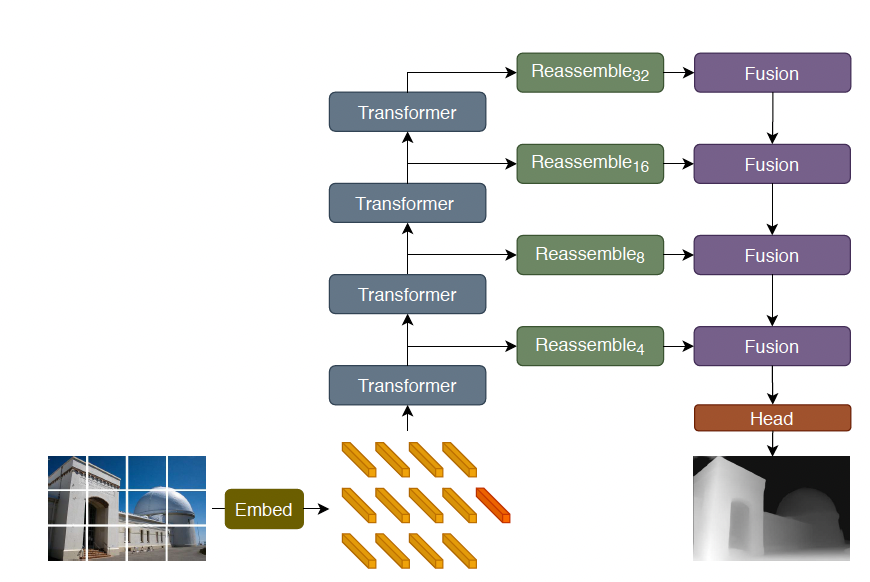 Reassemble32
Fusion
Transformer
Reassemble16
Fusion
Transformer
Reassemble8
Fusion
Transformer
Reassemble4
Fusion
Transformer
Head
Embed